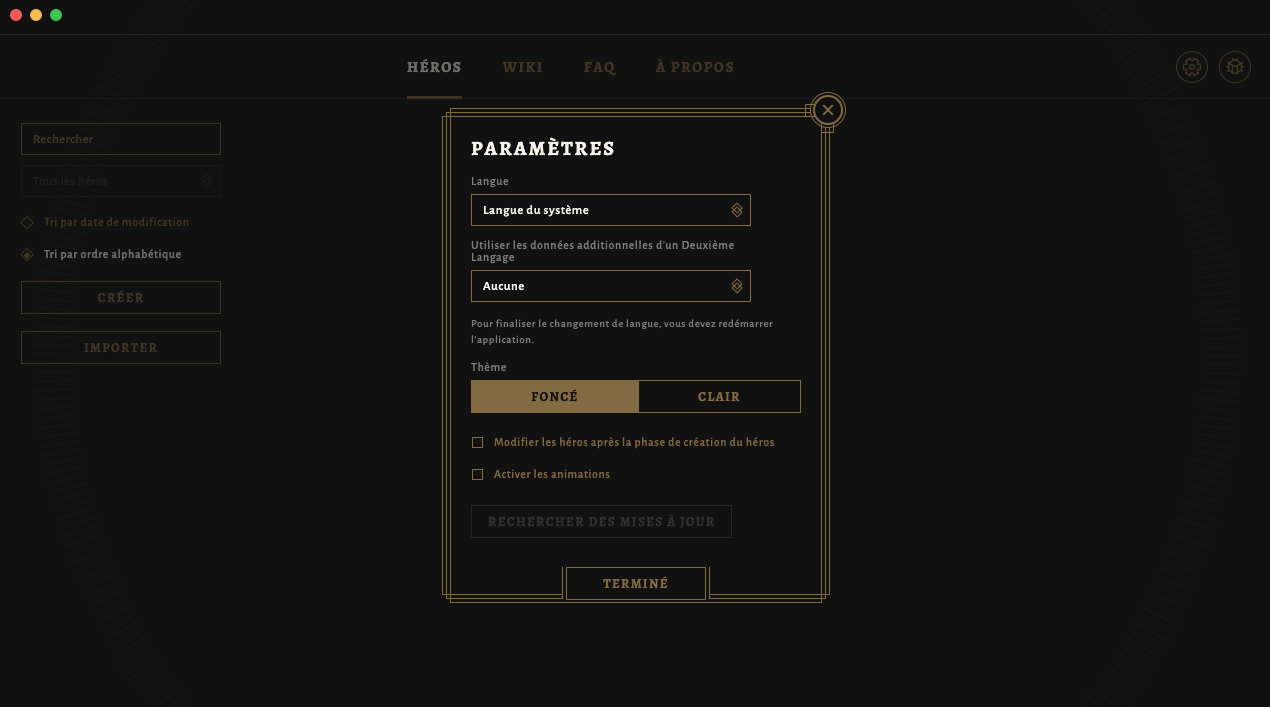 HÉROS WIKI FAQ À PROPOS
Rechercher
Tous les héros
Tri par date de modification
Tri par ordre alphabétique
CRÉER
IMPORTER
PARAMÈTRES
Langue
Langue du système
Utiliser les données additionnelles d'un Deuxième
Langage
Aucune
Pour finaliser le changement de langue, vous devez redémarrer
l'application.
Thème
FONCÉ CLAIR
Modifier les héros après la phase de création du héros
Activer les animations
RECHERCHER DES MISES À JOUR
TERMINÉ